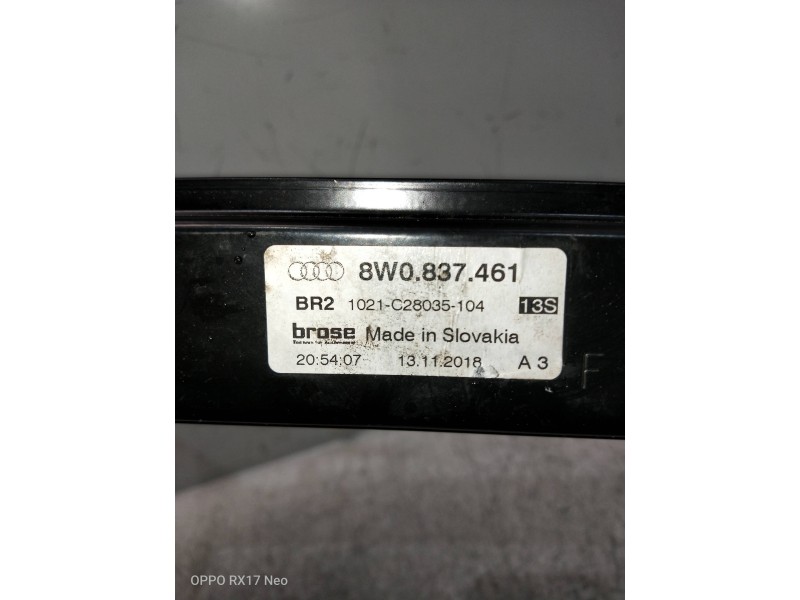 8W0.837.461
BR2 1021-C28035-104 13S
brose Made in Slovakia
20:54:07 13.11.2018 A 3
F
OPPO RX17 Neo